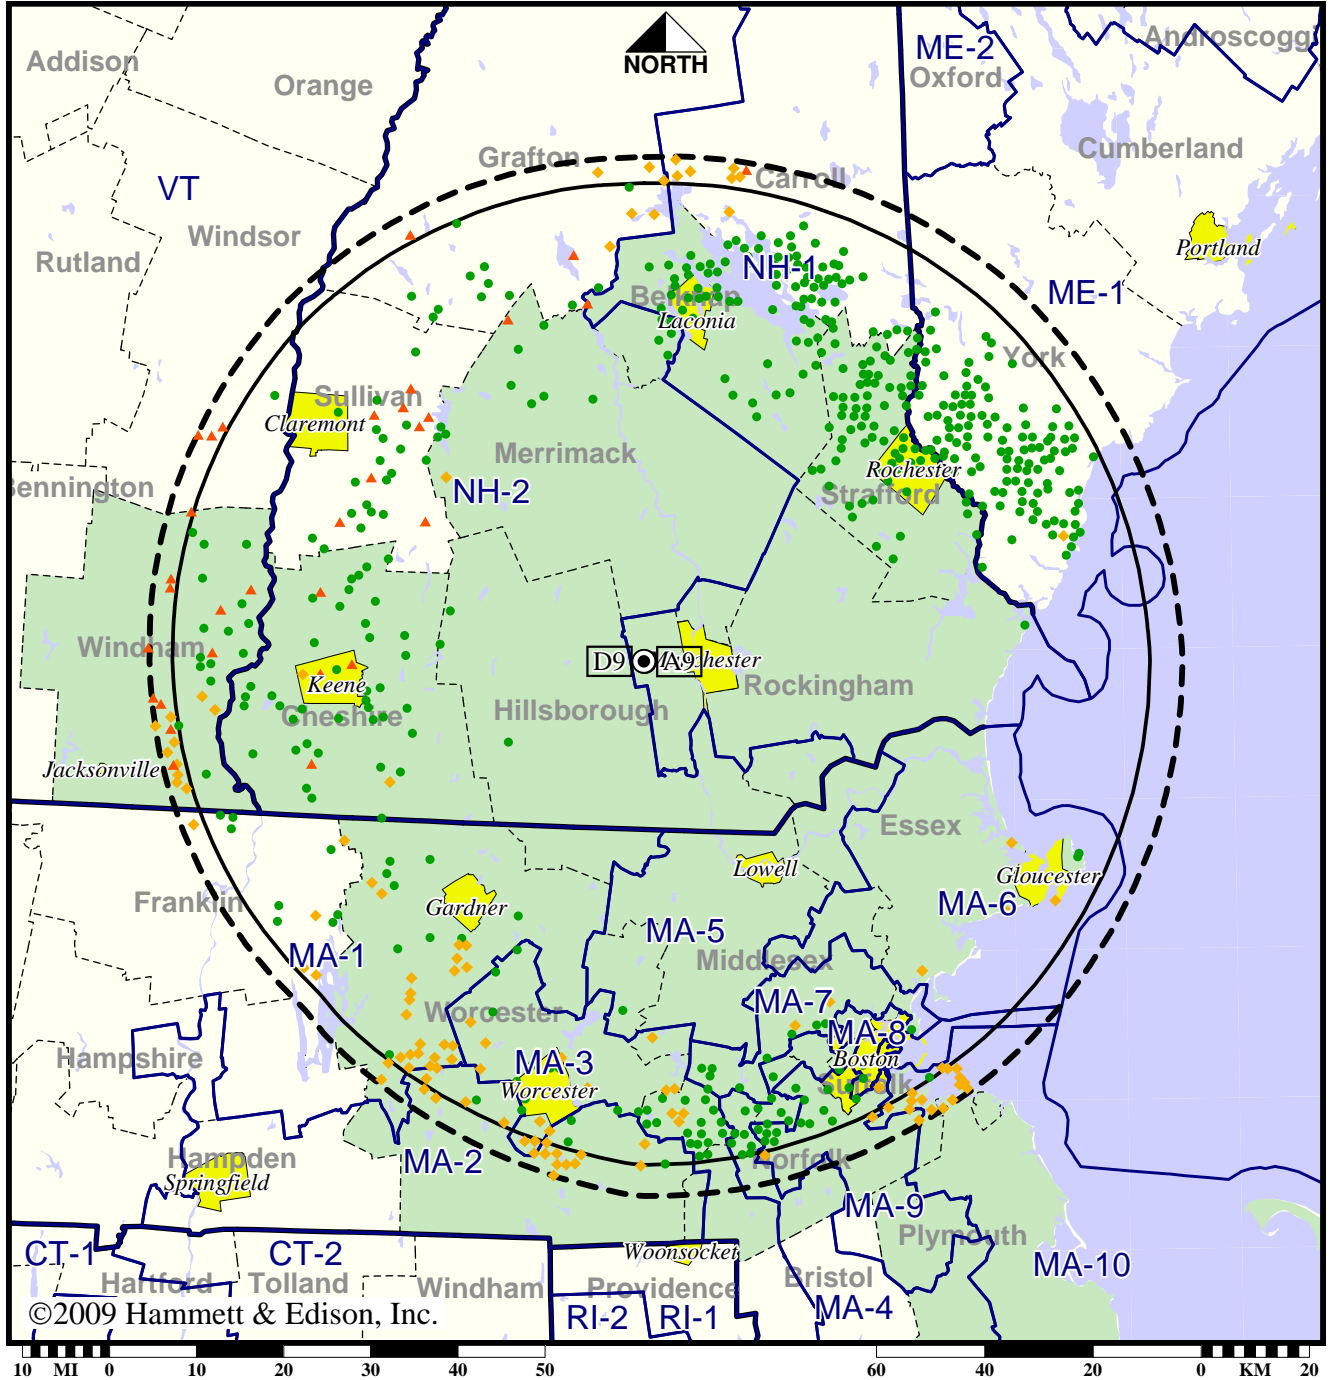 Androscoggi
ME-2
Addison
NORTH
Oxford
Orange
Cumberland
Grafton
Carroll
VT
Windsor
Portland
Rutland
NH-1
ME-1
Belknap
Laconia
York
Sullivan
Claremont
Merrimack
Rochester
Bennington
NH-2
Strafford
Windham
D9
A9
chester
Keene
Rockingham
Cheshire
Hillsborough
Jacksonville
Essex
Lowell
Gloucester
Franklin
Gardner
MA-6
MA-5
MA-1
Middlesex
MA-7
Worcester
MA-8
Hampshire
MA-3
Boston
Suffolk
Worcester
Hampden
MA-2
Norfolk
Springfield
MA-9
Plymouth
CT-1
CT-2
Woonsocket
MA-10
Hartford
Tolland
Windham
Providence
Bristol
©2009 Hammett & Edison, Inc.
RI-2
RI-1
MA-4
10 MI 0 10 20 30 40 50
60 40 20 0 KM 20